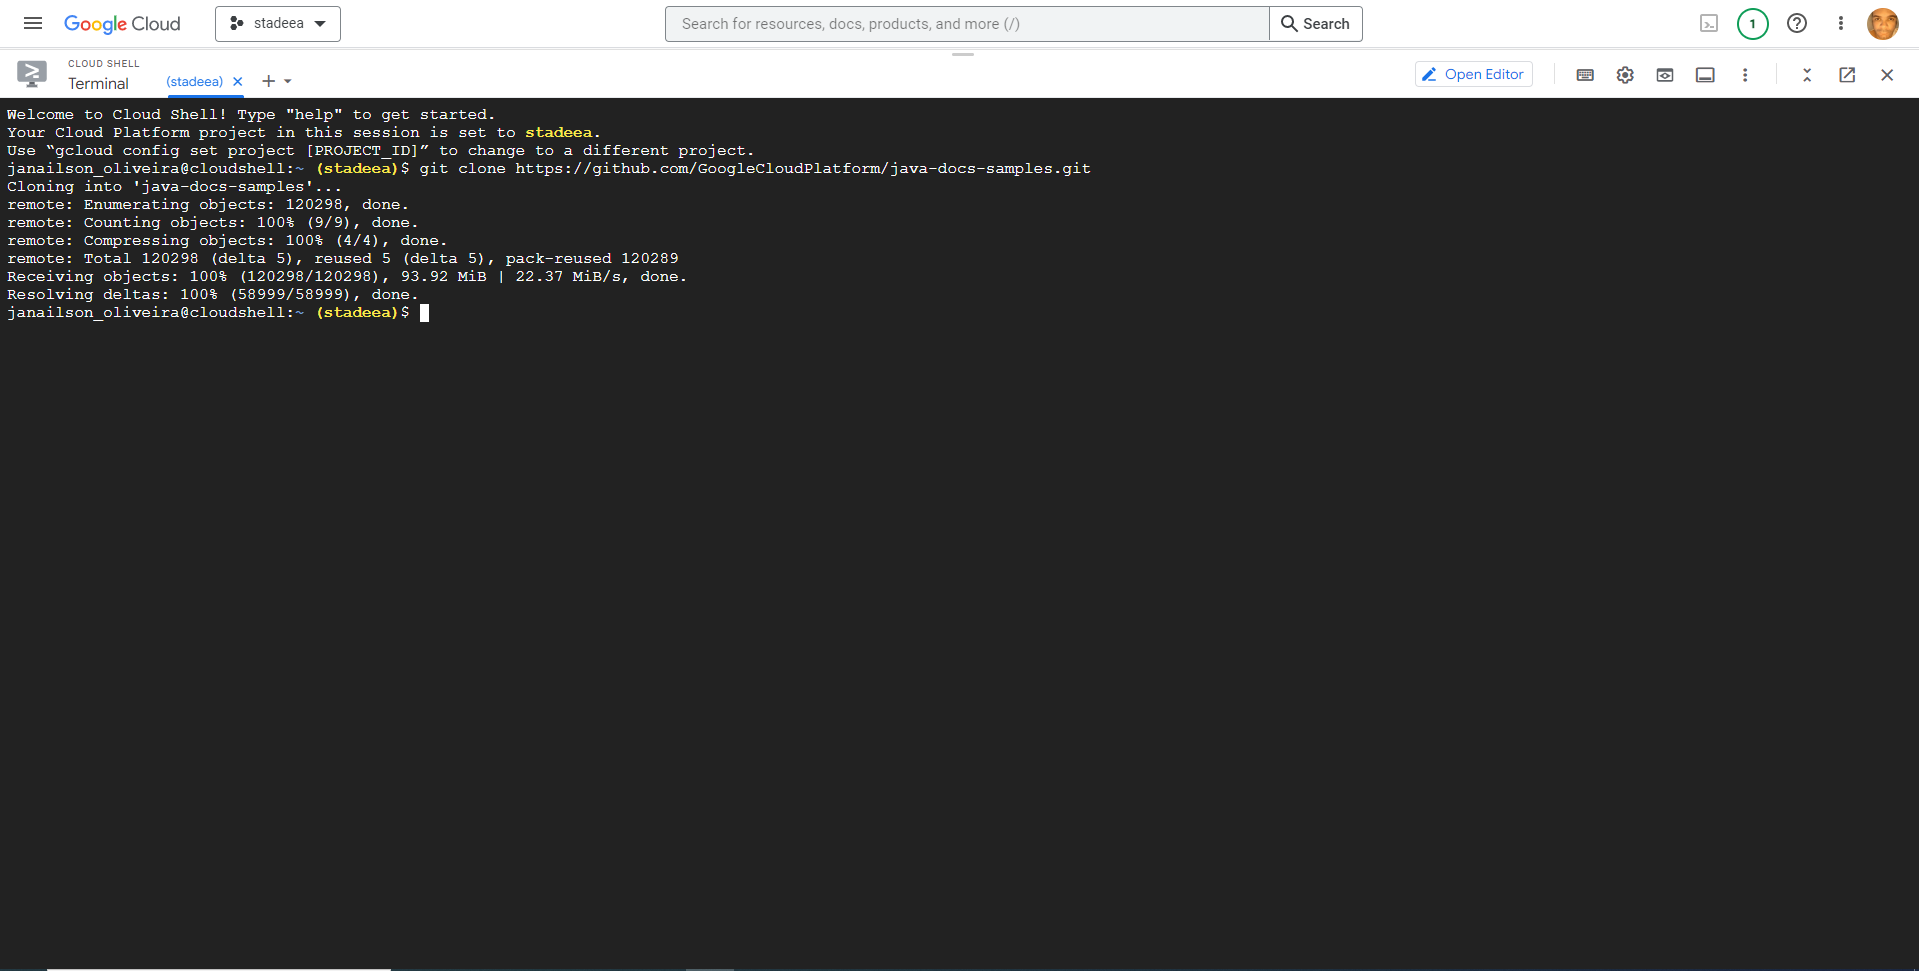 Google Cloud
stadeea
Search for resources, docs, products, and more (/)
Search
1
CLOUD SHELL
Terminal
(stadeea)
Open Editor
Welcome to Cloud Shell! Type "help" to get started.
Your Cloud Platform project in this session is set to stadeea.
Use “gcloud config set project [PROJECT_ID]” to change to a different project.
janailson_oliveira@cloudshell:~ (stadeea)$ git clone https://github.com/GoogleCloudPlatform/java-docs-samples.git
Cloning into 'java-docs-samples'...
remote: Enumerating objects: 120298, done.
remote: Counting objects: 100% (9/9), done.
remote: Compressing objects: 100% (4/4), done.
remote: Total 120298 (delta 5), reused 5 (delta 5), pack-reused 120289
Receiving objects: 100% (120298/120298), 93.92 MiB | 22.37 MiB/s, done.
Resolving deltas: 100% (58999/58999), done.
janailson_oliveira@cloudshell:~ (stadeea)$